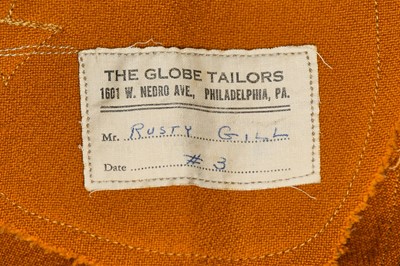 THE GLOBE TAILORS
1601 W. NEDRO AVE., PHILADELPHIA, PA.
Mr. RUSTY GILL
Date # 3